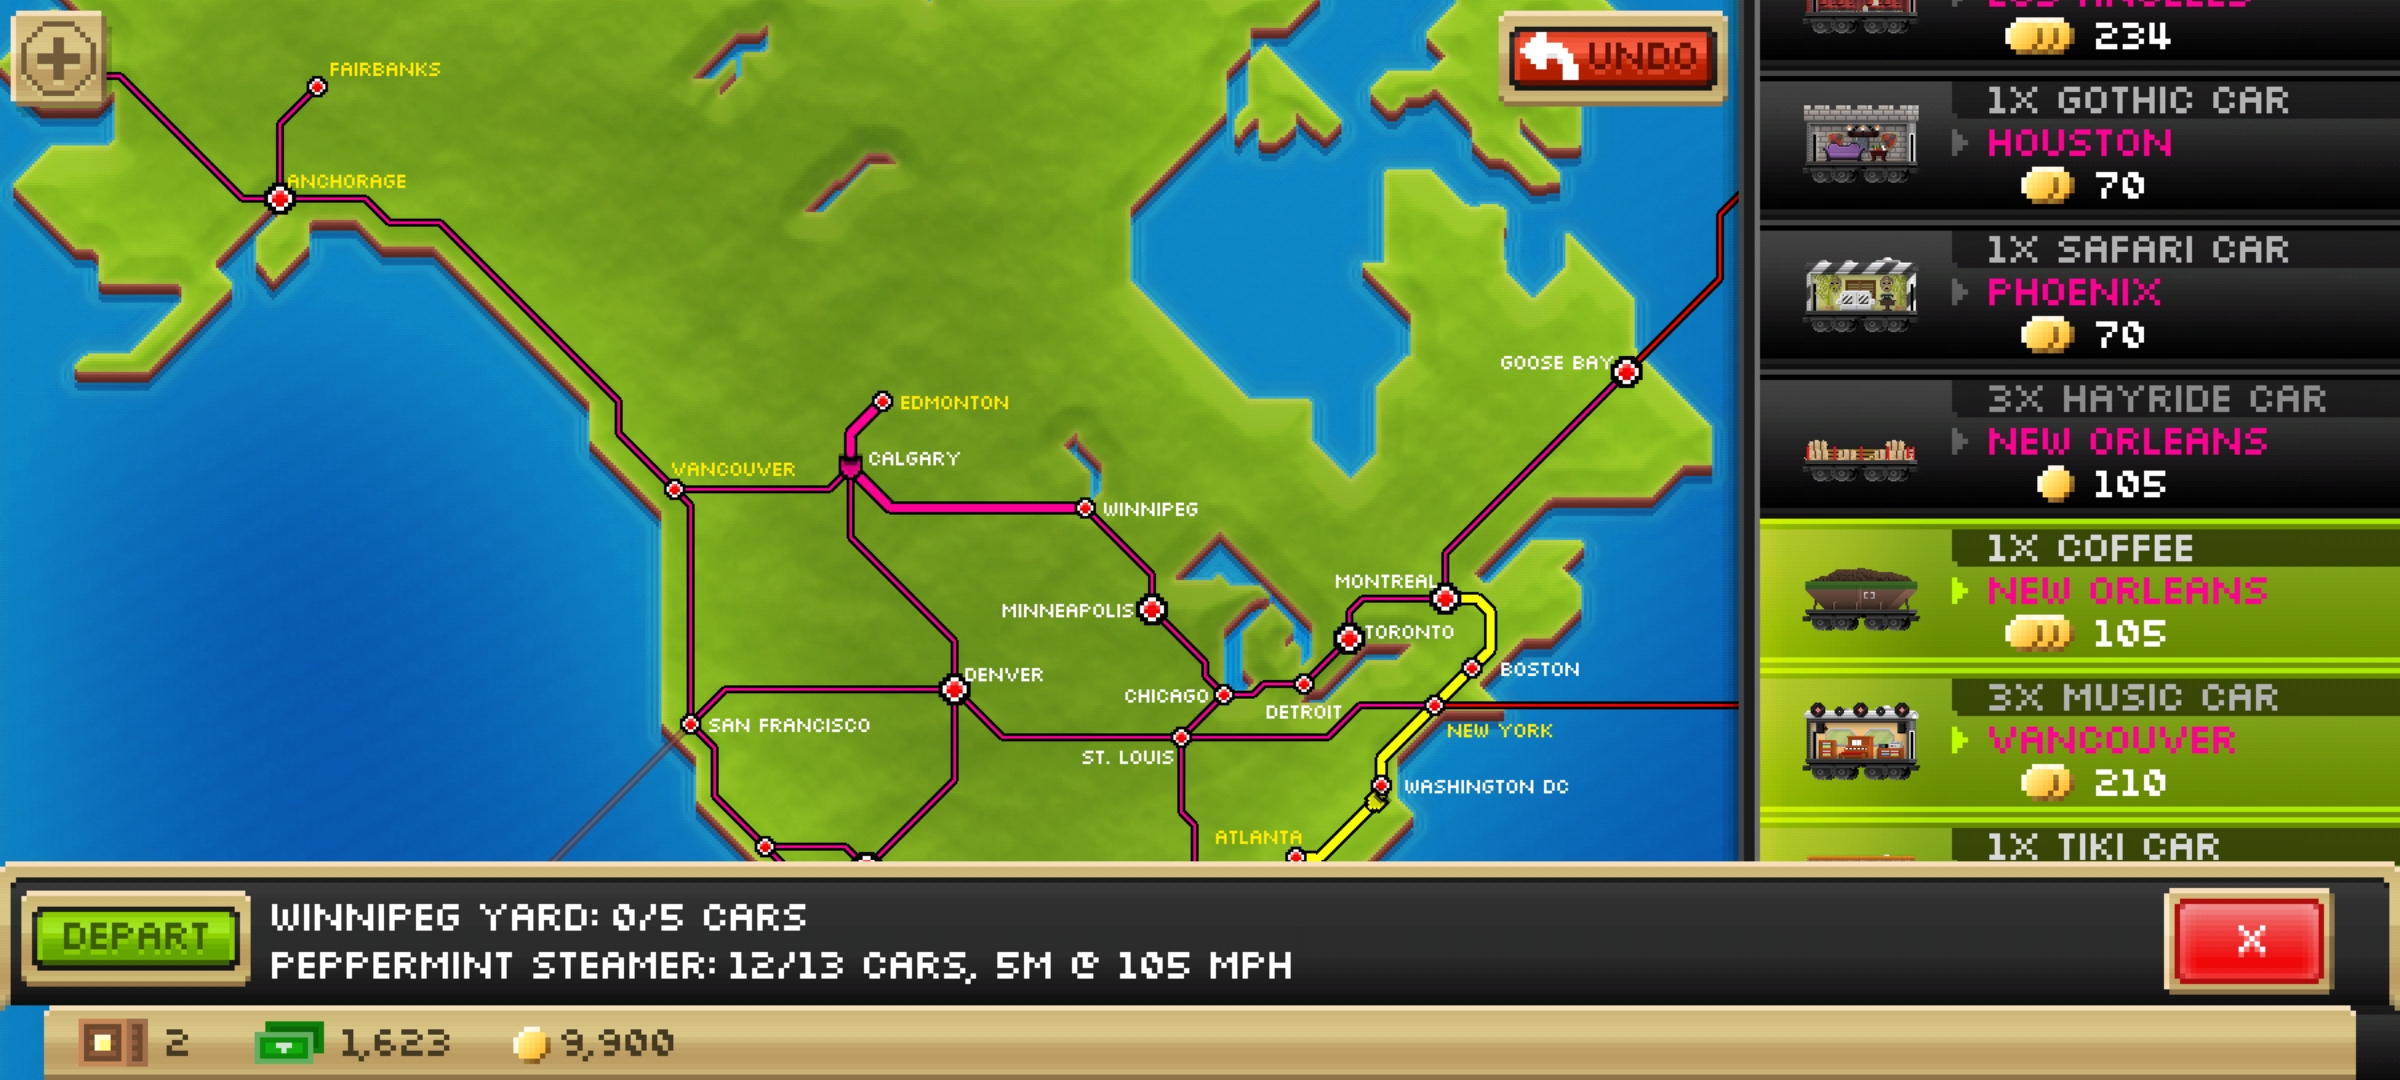 FAIRBANKS
ANCHORAGE
EDMONTON
CALGARY
VANCOUVER
WINNIPEG
MINNEAPOLIS
DENVER
SAN FRANCISCO
CHICAGO
ST. LOUIS
DETROIT
MONTREAL
TORONTO
GOOSE BAY
BOSTON
NEW YORK
WASHINGTON DC
ATLANTA
UNDO
LOS ANGELES
234
1X GOTHIC CAR
HOUSTON
70
1X SAFARI CAR
PHOENIX
70
3X HAYRIDE CAR
NEW ORLEANS
105
1X COFFEE
NEW ORLEANS
105
3X MUSIC CAR
VANCOUVER
210
1X TIKI CAR
DEPART
WINNIPEG YARD: 0/5 CARS
PEPPERMINT STEAMER: 12/13 CARS, 5M @ 105 MPH
X
2
1,623
9,900